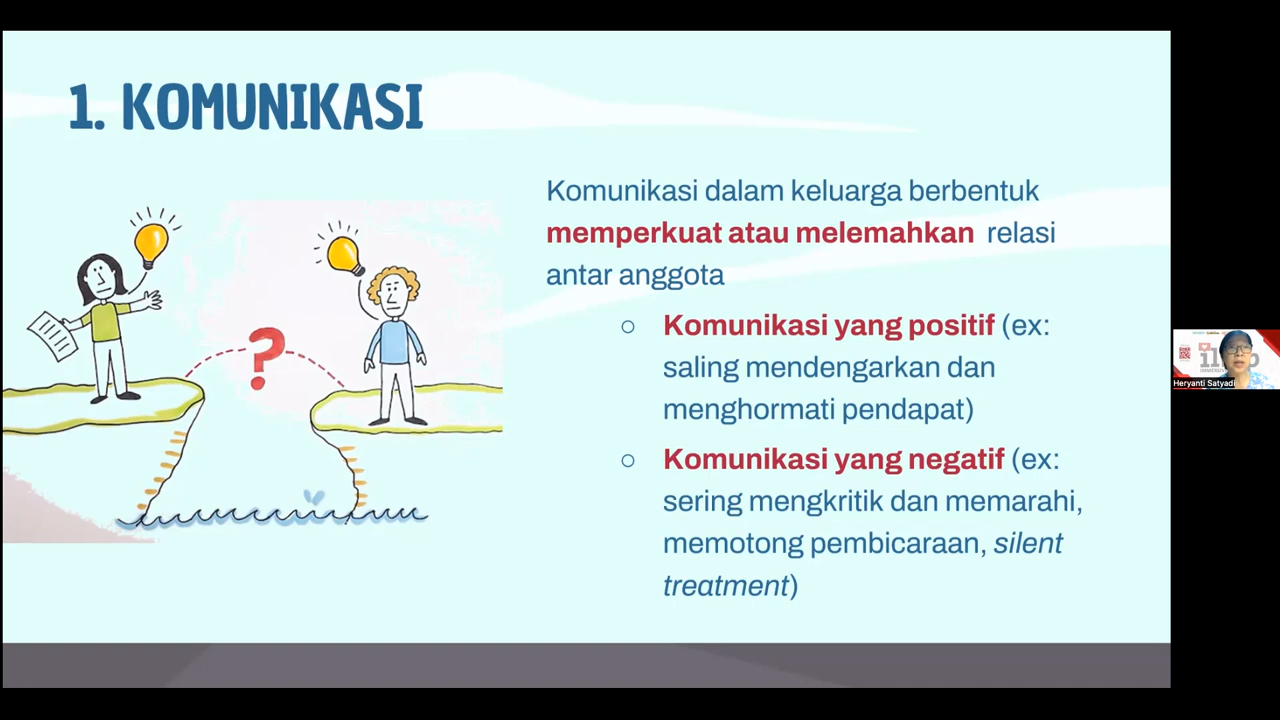 1. KOMUNIKASI
Komunikasi dalam keluarga berbentuk
memperkuat atau melemahkan relasi
antar anggota
○ Komunikasi yang positif (ex:
saling mendengarkan dan
menghormati pendapat)
○ Komunikasi yang negatif (ex:
sering mengkritik dan memarahi,
memotong pembicaraan, silent
treatment)
?
Heryanti Satyadi